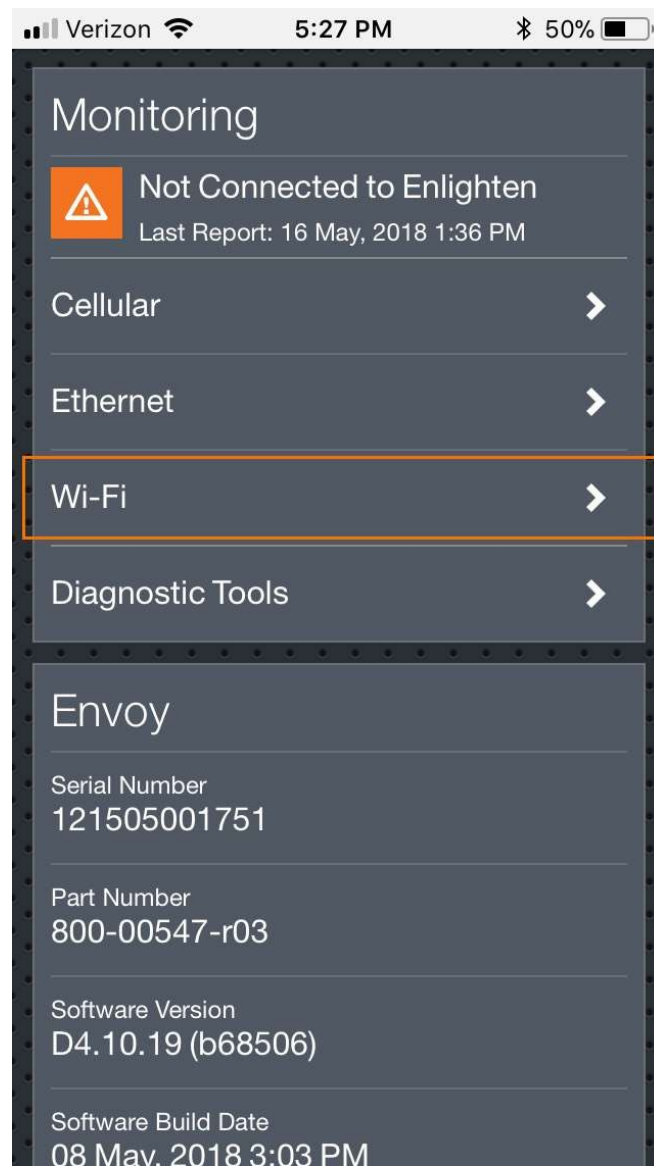 Verizon 5:27 PM 50%
Monitoring
Not Connected to Enlighten
Last Report: 16 May, 2018 1:36 PM
Cellular
Ethernet
Wi-Fi
Diagnostic Tools
Envoy
Serial Number
121505001751
Part Number
800-00547-r03
Software Version
D4.10.19 (b68506)
Software Build Date
08 May, 2018 3:03 PM